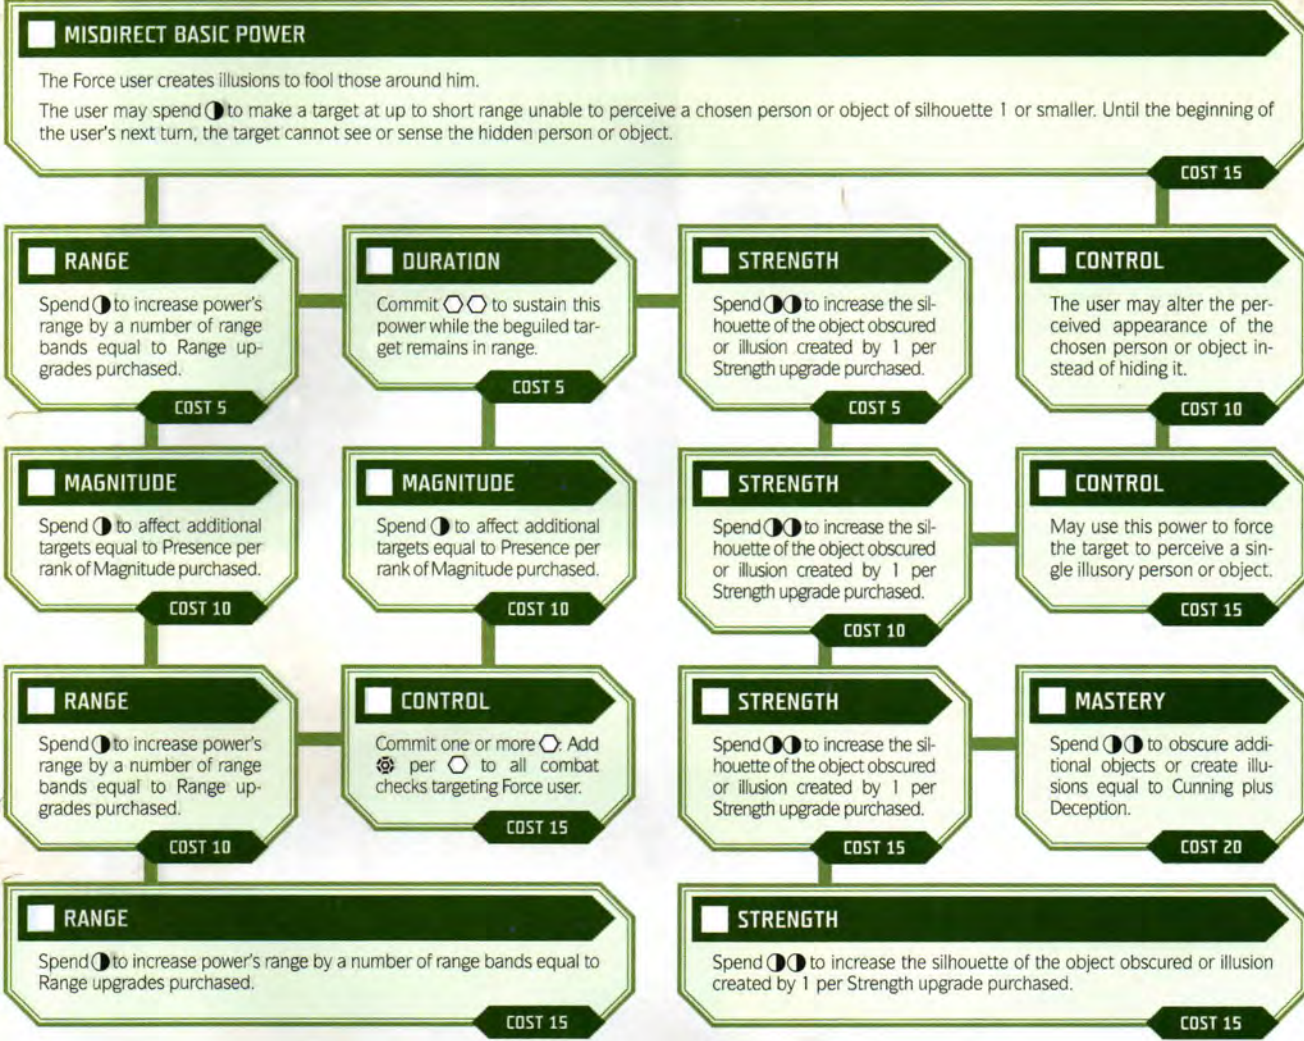 MISDIRECT BASIC POWER
The Force user creates illusions to fool those around him.
The user may spend ◑ to make a target at up to short range unable to perceive a chosen person or object of silhouette 1 or smaller. Until the beginning of
the user's next turn, the target cannot see or sense the hidden person or object.
COST 15
RANGE
Spend ◑ to increase power's
range by a number of range
bands equal to Range up-
grades purchased.
COST 5
DURATION
Commit ⬡⬡ to sustain this
power while the beguiled tar-
get remains in range.
COST 5
STRENGTH
Spend ◑◑ to increase the sil-
houette of the object obscured
or illusion created by 1 per
Strength upgrade purchased.
COST 5
CONTROL
The user may alter the per-
ceived appearance of the
chosen person or object in-
stead of hiding it.
COST 10
MAGNITUDE
Spend ◑ to affect additional
targets equal to Presence per
rank of Magnitude purchased.
COST 10
MAGNITUDE
Spend ◑ to affect additional
targets equal to Presence per
rank of Magnitude purchased.
COST 10
STRENGTH
Spend ◑◑ to increase the sil-
houette of the object obscured
or illusion created by 1 per
Strength upgrade purchased.
COST 10
CONTROL
May use this power to force
the target to perceive a sin-
gle illusory person or object.
COST 15
RANGE
Spend ◑ to increase power's
range by a number of range
bands equal to Range up-
grades purchased.
COST 10
CONTROL
Commit one or more ⬡: Add
per ⬡ to all combat
checks targeting Force user.
COST 15
STRENGTH
Spend ◑◑ to increase the sil-
houette of the object obscured
or illusion created by 1 per
Strength upgrade purchased.
COST 15
MASTERY
Spend ◑◑ to obscure addi-
tional objects or create illu-
sions equal to Cunning plus
Deception.
COST 20
RANGE
Spend ◑ to increase power's range by a number of range bands equal to
Range upgrades purchased.
COST 15
STRENGTH
Spend ◑◑ to increase the silhouette of the object obscured or illusion
created by 1 per Strength upgrade purchased.
COST 15